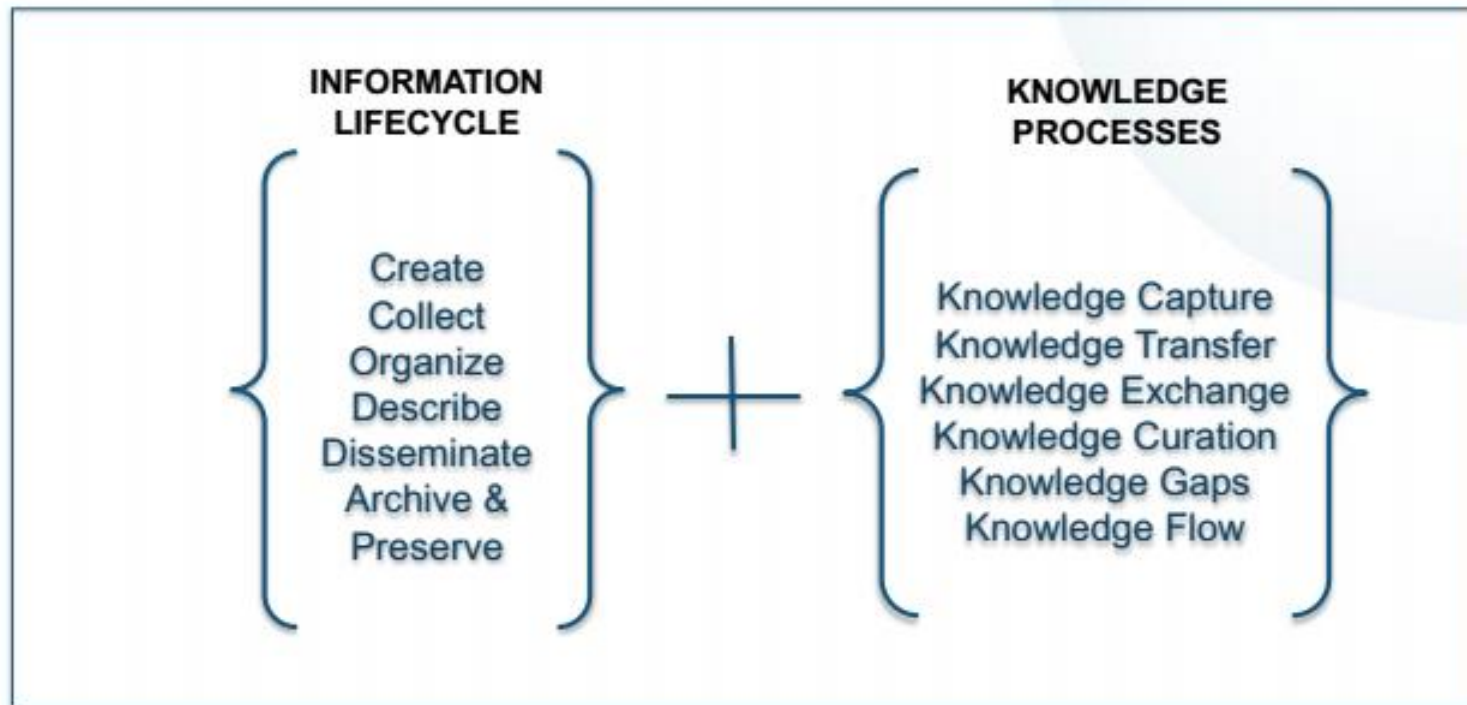 INFORMATION
LIFECYCLE
Create
Collect
Organize
Describe
Disseminate
Archive &
Preserve
KNOWLEDGE
PROCESSES
Knowledge Capture
Knowledge Transfer
Knowledge Exchange
Knowledge Curation
Knowledge Gaps
Knowledge Flow